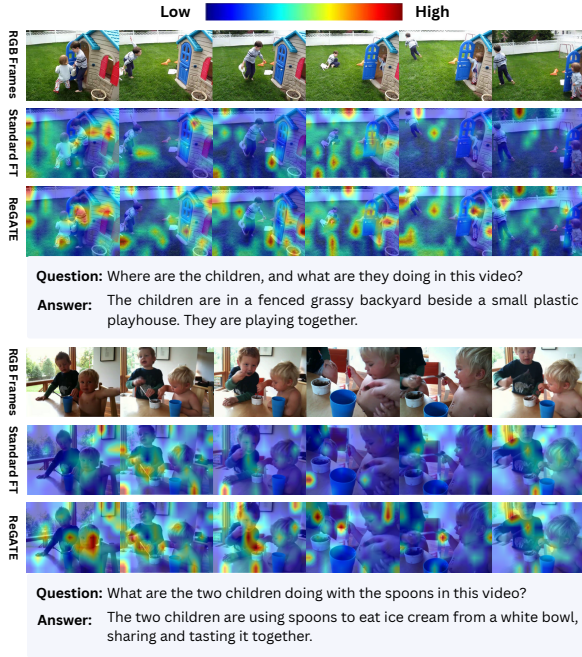 Low High
RGB Frames
Standard FT
ReGATE
Question: Where are the children, and what are they doing in this video?
Answer: The children are in a fenced grassy backyard beside a small plastic
playhouse. They are playing together.
RGB Frames
Standard FT
ReGATE
Question: What are the two children doing with the spoons in this video?
Answer: The two children are using spoons to eat ice cream from a white bowl,
sharing and tasting it together.